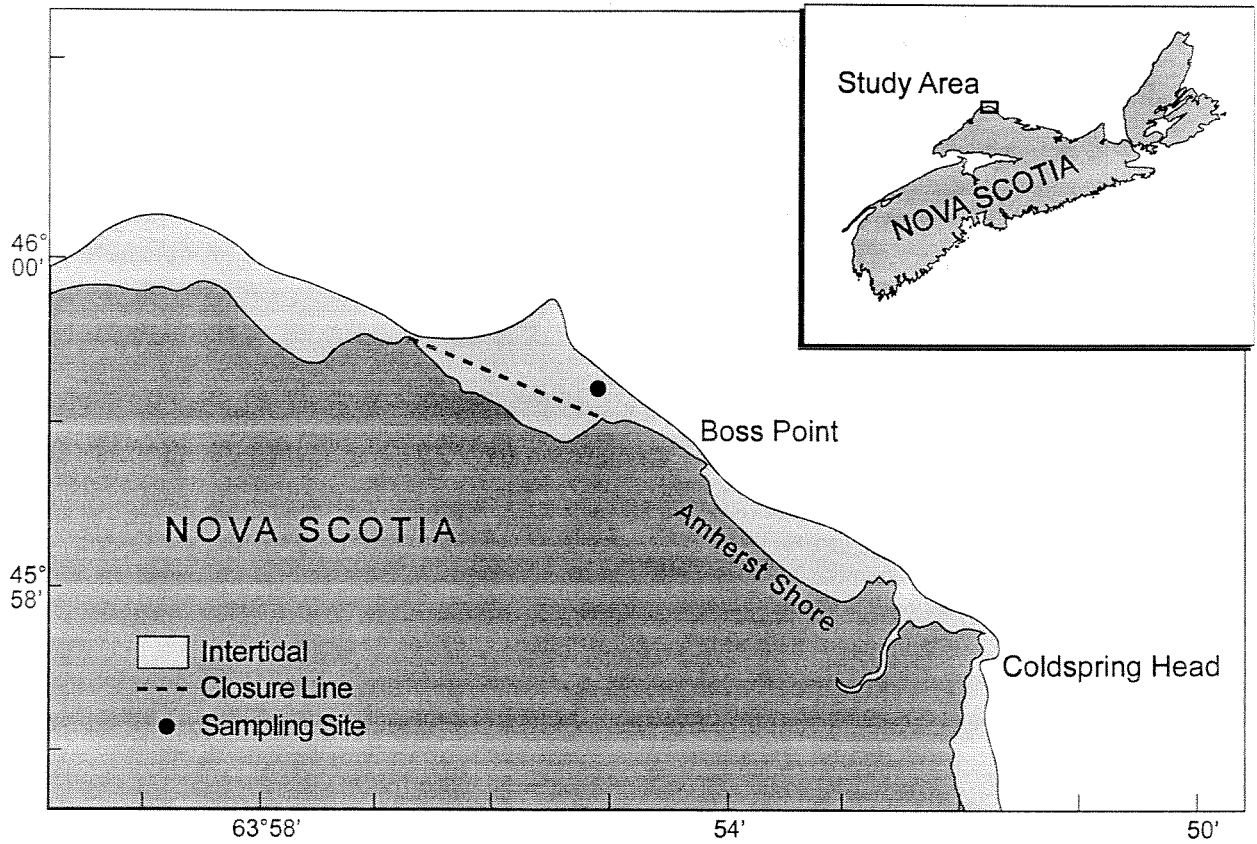 Study Area
NOVA SCOTIA
46°
00'
Boss Point
NOVA SCOTIA
Amherst Shore
45°
58'
Coldspring Head
Intertidal
Closure Line
Sampling Site
63°58'
54'
50'